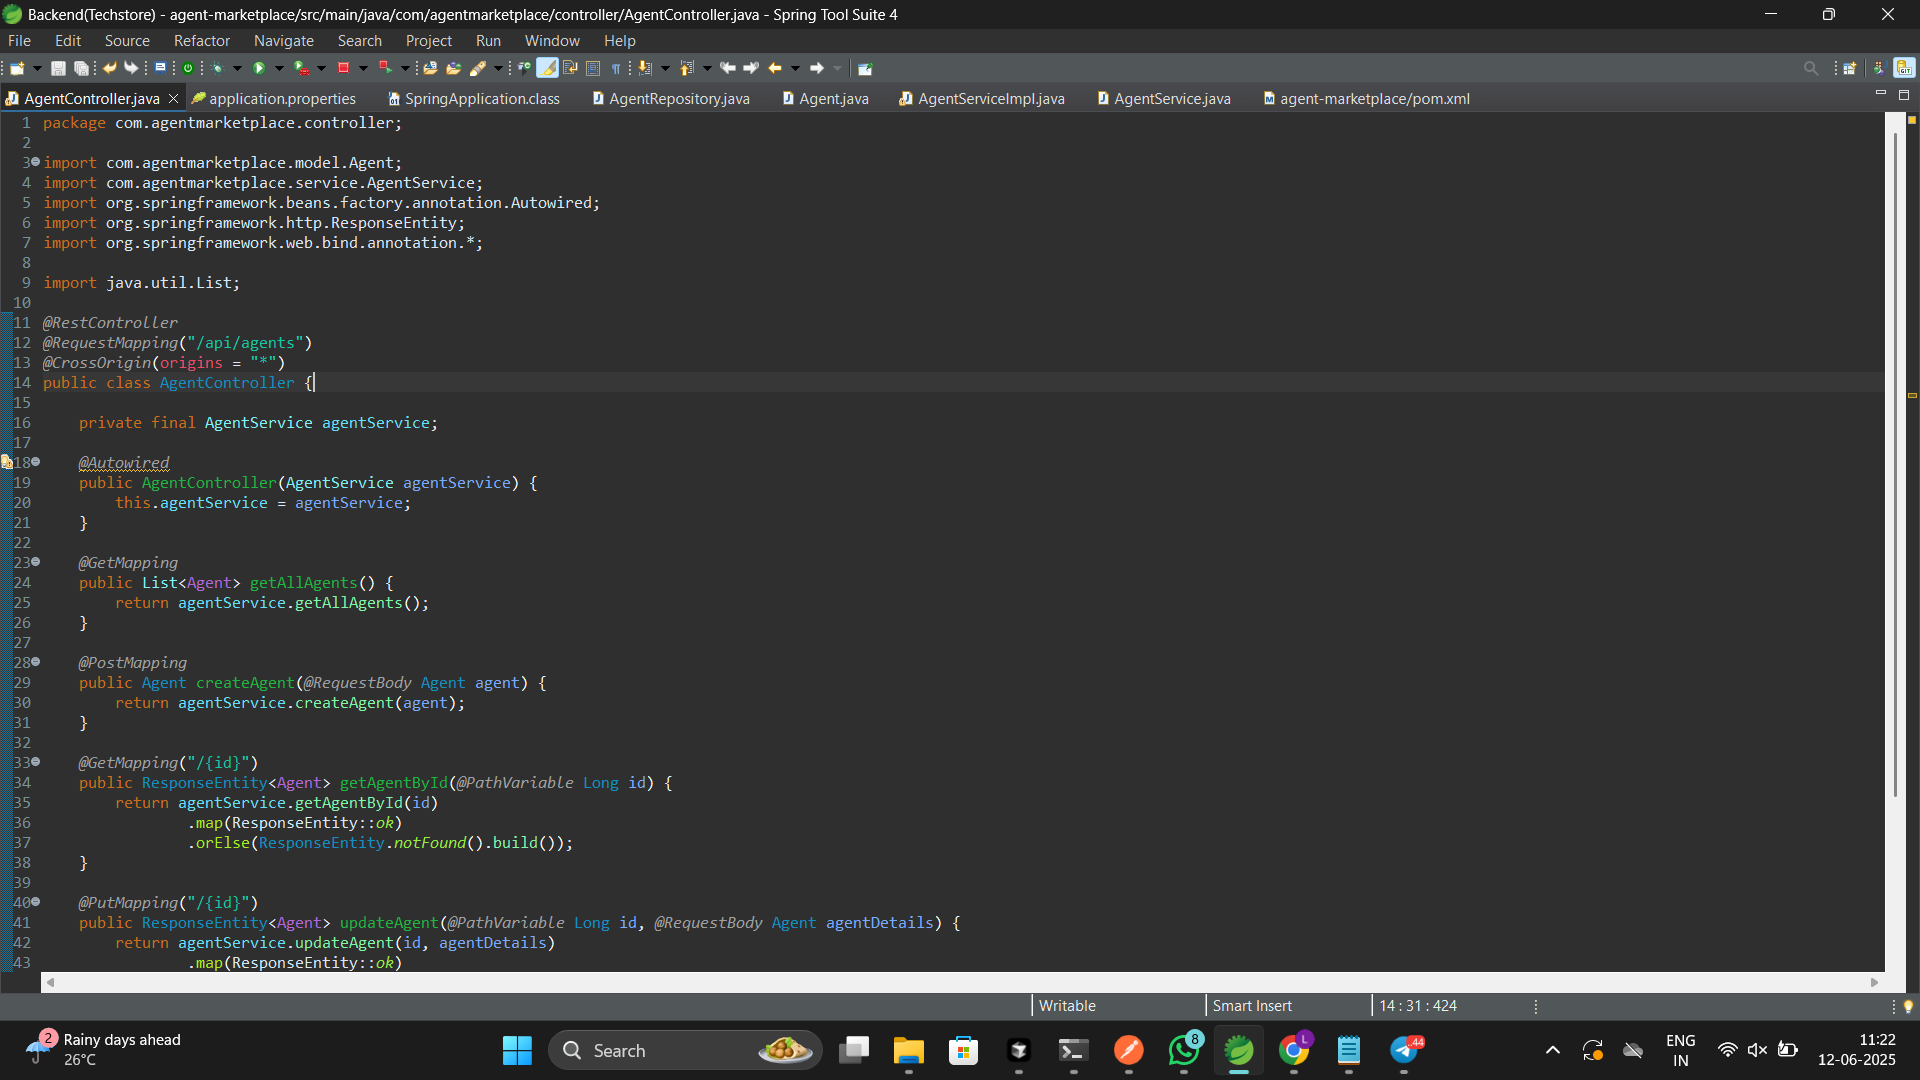 Backend(Techstore) - agent-marketplace/src/main/java/com/agentmarketplace/controller/AgentController.java - Spring Tool Suite 4
File Edit Source Refactor Navigate Search Project Run Window Help
AgentController.java application.properties SpringApplication.class AgentRepository.java Agent.java AgentServiceImpl.java AgentService.java agent-marketplace/pom.xml
1 package com.agentmarketplace.controller;
2
3 import com.agentmarketplace.model.Agent;
4 import com.agentmarketplace.service.AgentService;
5 import org.springframework.beans.factory.annotation.Autowired;
6 import org.springframework.http.ResponseEntity;
7 import org.springframework.web.bind.annotation.*;
8
9 import java.util.List;
10
11 @RestController
12 @RequestMapping("/api/agents")
13 @CrossOrigin(origins = "*")
14 public class AgentController {
15
16 private final AgentService agentService;
17
18 @Autowired
19 public AgentController(AgentService agentService) {
20 this.agentService = agentService;
21 }
22
23 @GetMapping
24 public List<Agent> getAllAgents() {
25 return agentService.getAllAgents();
26 }
27
28 @PostMapping
29 public Agent createAgent(@RequestBody Agent agent) {
30 return agentService.createAgent(agent);
31 }
32
33 @GetMapping("/{id}")
34 public ResponseEntity<Agent> getAgentById(@PathVariable Long id) {
35 return agentService.getAgentById(id)
36 .map(ResponseEntity::ok)
37 .orElse(ResponseEntity.notFound().build());
38 }
39
40 @PutMapping("/{id}")
41 public ResponseEntity<Agent> updateAgent(@PathVariable Long id, @RequestBody Agent agentDetails) {
42 return agentService.updateAgent(id, agentDetails)
43 .map(ResponseEntity::ok)
Writable Smart Insert 14 : 31 : 424
2 Rainy days ahead
26°C
Search
8
L
44
ENG
IN
11:22
12-06-2025